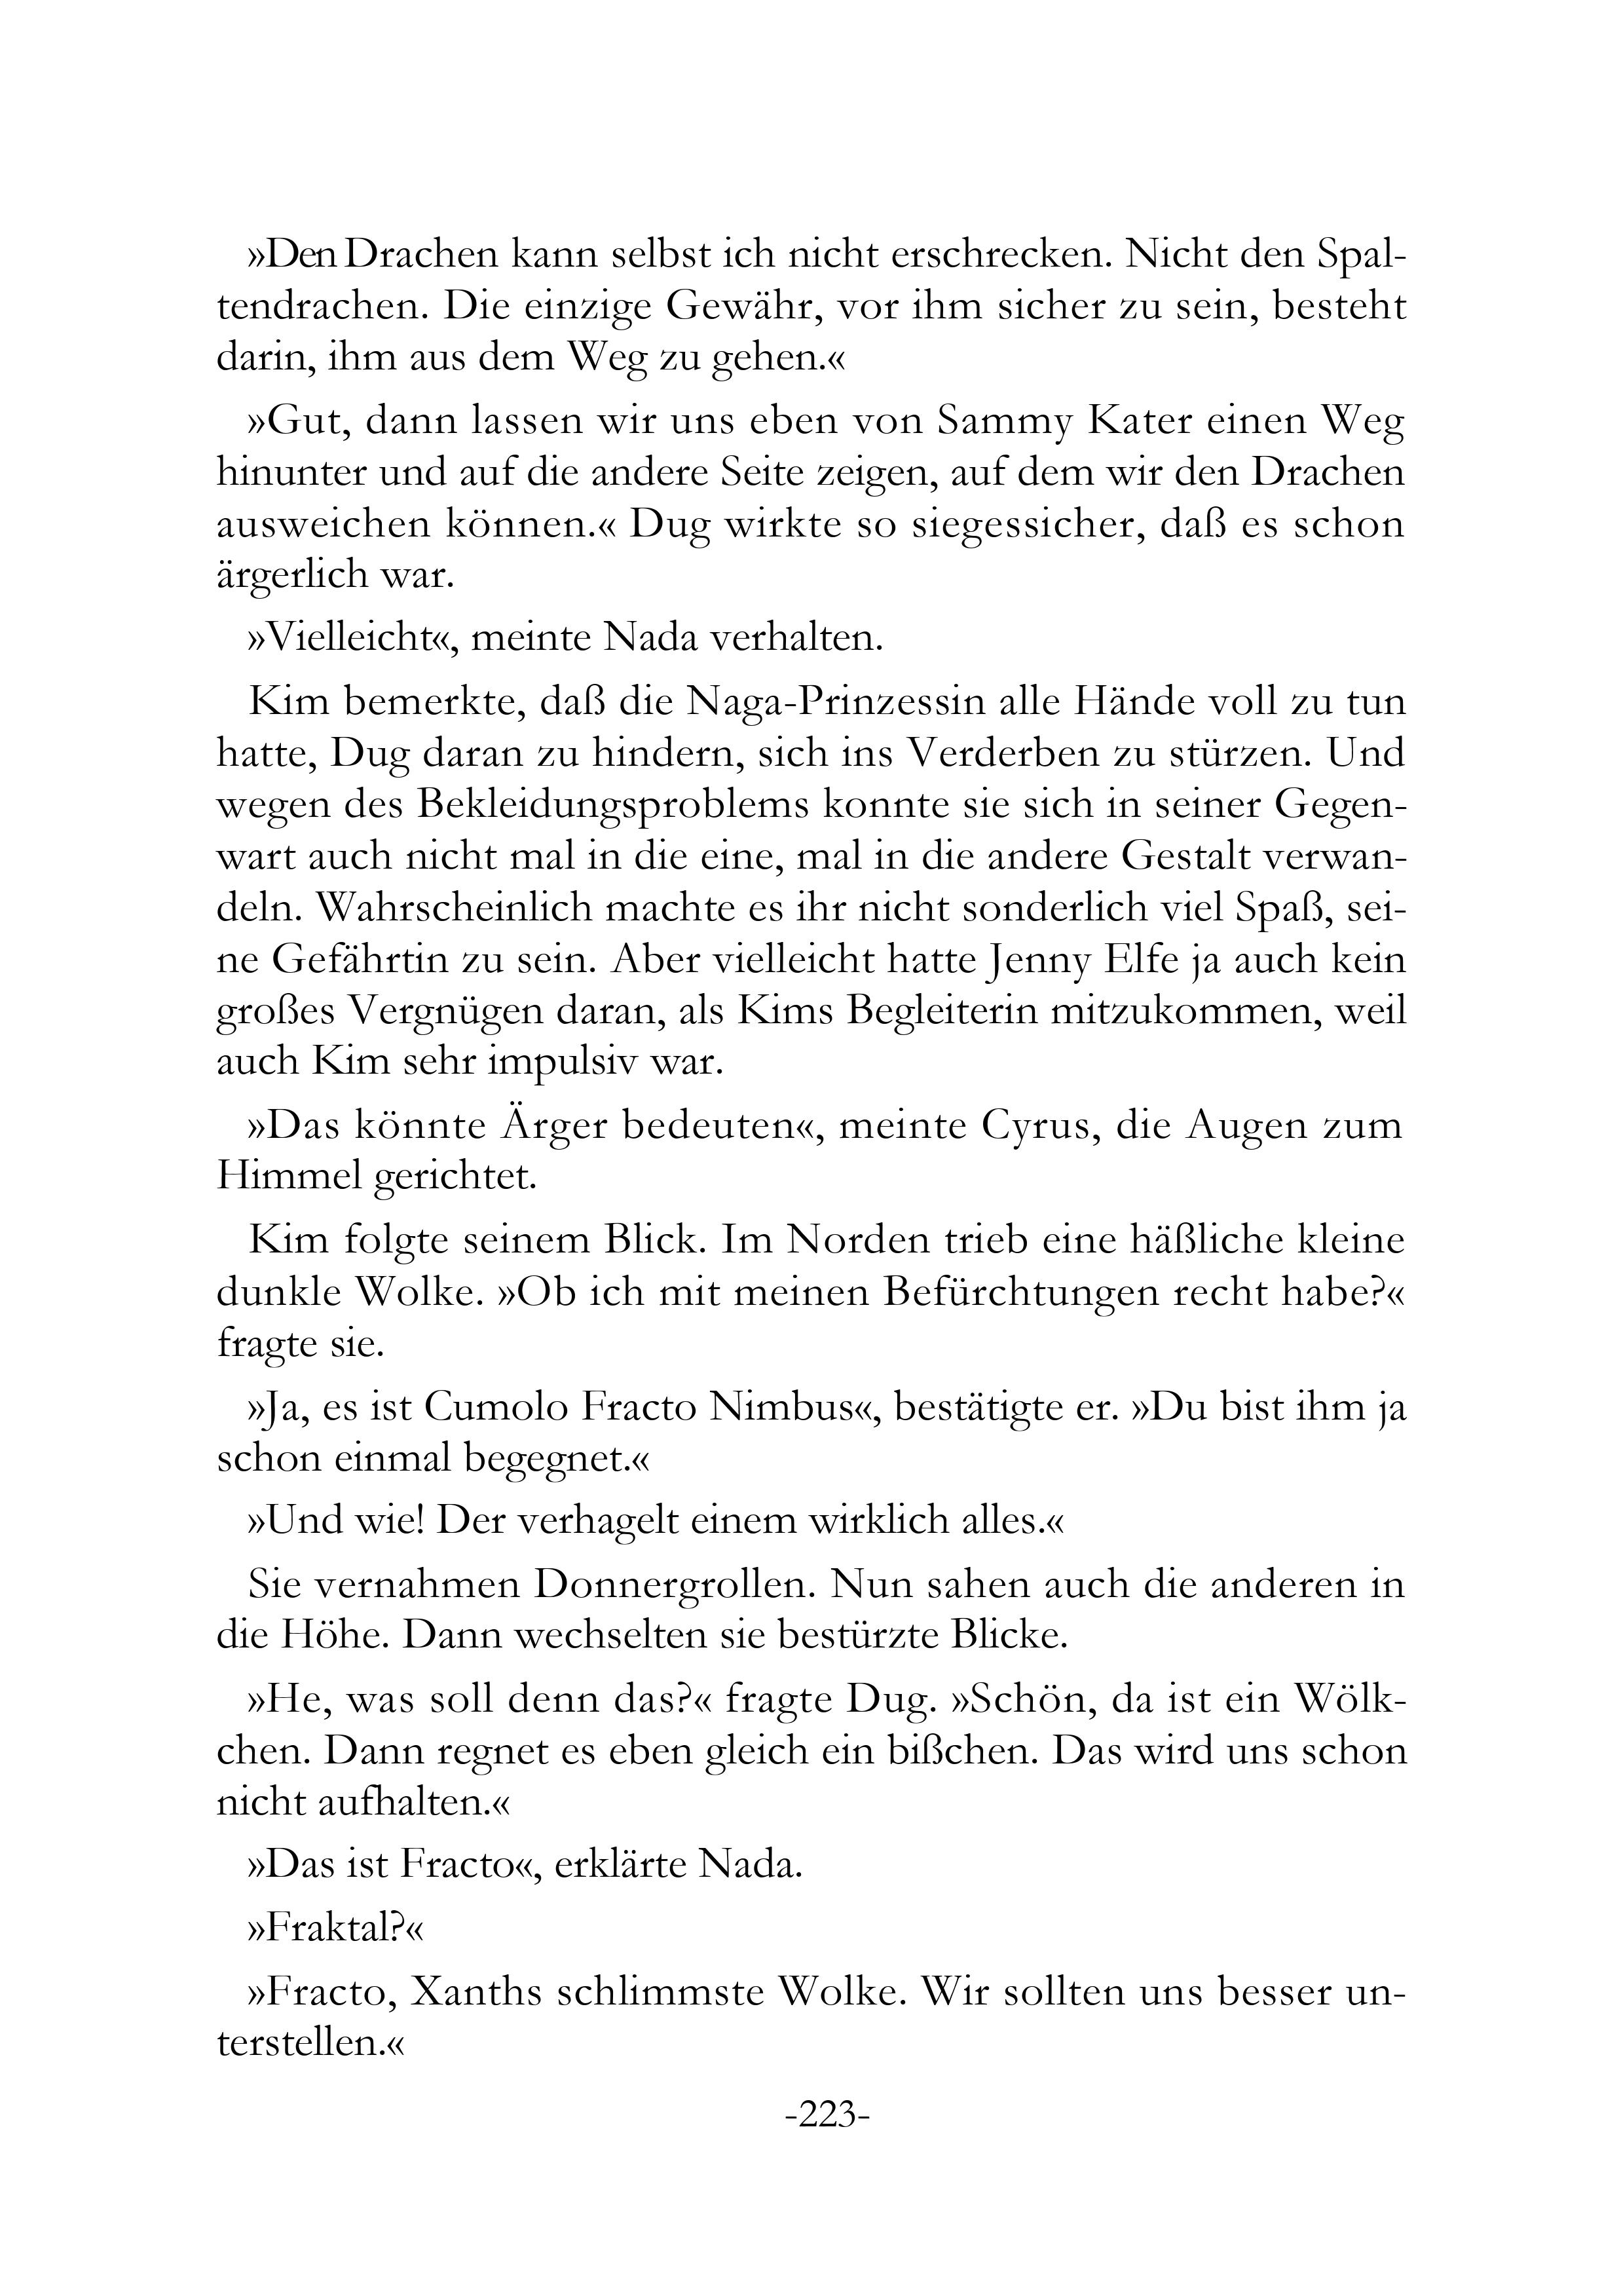 »Den Drachen kann selbst ich nicht erschrecken. Nicht den Spal-
tendrachen. Die einzige Gewähr, vor ihm sicher zu sein, besteht
darin, ihm aus dem Weg zu gehen.«
»Gut, dann lassen wir uns eben von Sammy Kater einen Weg
hinunter und auf die andere Seite zeigen, auf dem wir den Drachen
ausweichen können.« Dug wirkte so siegessicher, daß es schon
ärgerlich war.
»Vielleicht«, meinte Nada verhalten.
Kim bemerkte, daß die Naga-Prinzessin alle Hände voll zu tun
hatte, Dug daran zu hindern, sich ins Verderben zu stürzen. Und
wegen des Bekleidungsproblems konnte sie sich in seiner Gegen-
wart auch nicht mal in die eine, mal in die andere Gestalt verwan-
deln. Wahrscheinlich machte es ihr nicht sonderlich viel Spaß, sei-
ne Gefährtin zu sein. Aber vielleicht hatte Jenny Elfe ja auch kein
großes Vergnügen daran, als Kims Begleiterin mitzukommen, weil
auch Kim sehr impulsiv war.
»Das könnte Ärger bedeuten«, meinte Cyrus, die Augen zum
Himmel gerichtet.
Kim folgte seinem Blick. Im Norden trieb eine häßliche kleine
dunkle Wolke. »Ob ich mit meinen Befürchtungen recht habe?«
fragte sie.
»Ja, es ist Cumolo Fracto Nimbus«, bestätigte er. »Du bist ihm ja
schon einmal begegnet.«
»Und wie! Der verhagelt einem wirklich alles.«
Sie vernahmen Donnergrollen. Nun sahen auch die anderen in
die Höhe. Dann wechselten sie bestürzte Blicke.
»He, was soll denn das?« fragte Dug. »Schön, da ist ein Wölk-
chen. Dann regnet es eben gleich ein bißchen. Das wird uns schon
nicht aufhalten.«
»Das ist Fracto«, erklärte Nada.
»Fraktal?«
»Fracto, Xanths schlimmste Wolke. Wir sollten uns besser un-
terstellen.«
-223-